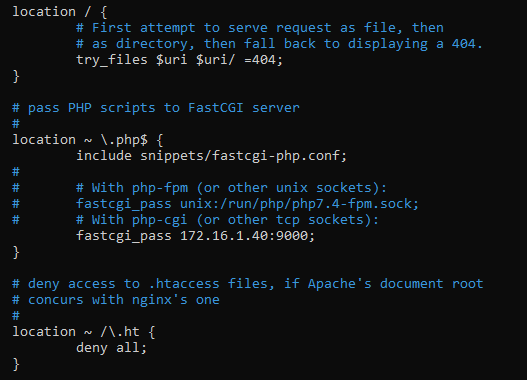 location / {
        # First attempt to serve request as file, then
        # as directory, then fall back to displaying a 404.
        try_files $uri $uri/ =404;
}

# pass PHP scripts to FastCGI server
#
location ~ \.php$ {
        include snippets/fastcgi-php.conf;
#
#       # With php-fpm (or other unix sockets):
#       fastcgi_pass unix:/run/php/php7.4-fpm.sock;
#       # With php-cgi (or other tcp sockets):
        fastcgi_pass 172.16.1.40:9000;
}

# deny access to .htaccess files, if Apache's document root
# concurs with nginx's one
#
location ~ /\.ht {
        deny all;
}